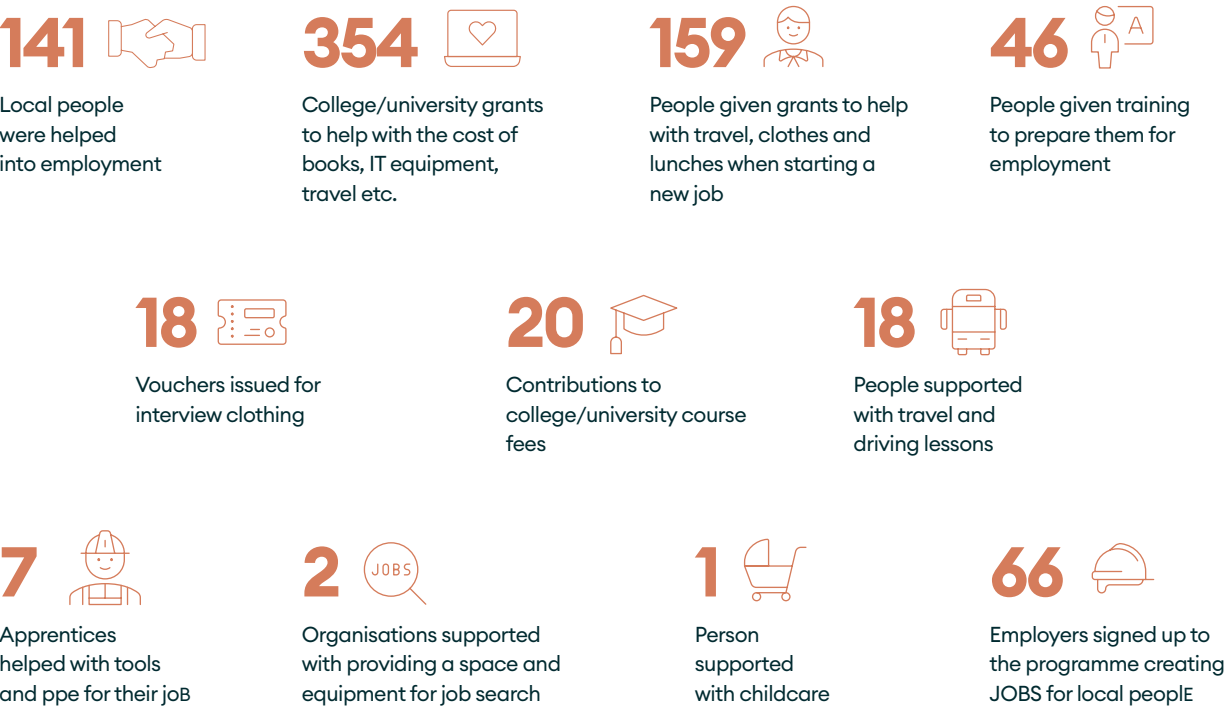 141
Local people
were helped
into employment
354
College/university grants
to help with the cost of
books, IT equipment,
travel etc.
159
People given grants to help
with travel, clothes and
lunches when starting a
new job
46
A
People given training
to prepare them for
employment
18
Vouchers issued for
interview clothing
20
Contributions to
college/university course
fees
18
People supported
with travel and
driving lessons
7
Apprentices
helped with tools
and ppe for their joB
2
JOBS
Organisations supported
with providing a space and
equipment for job search
1
Person
supported
with childcare
66
Employers signed up to
the programme creating
JOBS for local peoplE